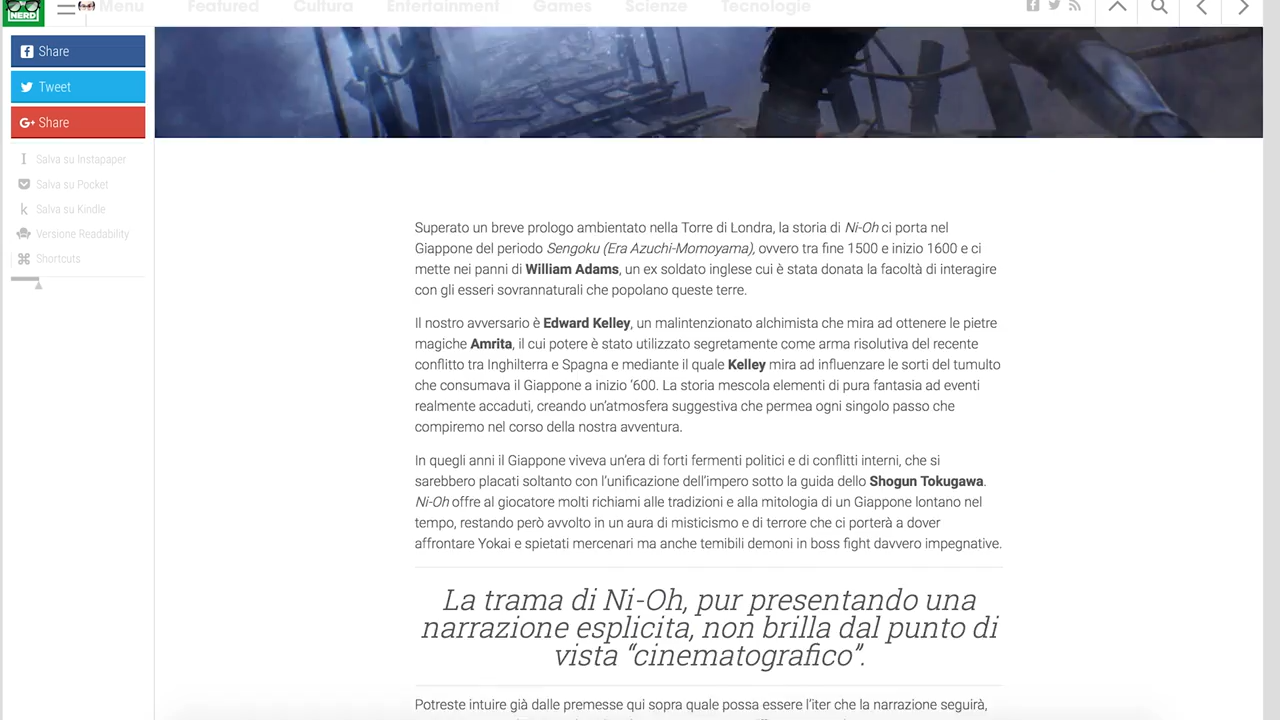 NERD
Menu Featured Cultura Entertainment Games Scienze Tecnologie
Share
Tweet
G+ Share
Salva su Instapaper
Salva su Pocket
k Salva su Kindle
Versione Readability
⌘ Shortcuts
Superato un breve prologo ambientato nella Torre di Londra, la storia di Ni-Oh ci porta nel
Giappone del periodo Sengoku (Era Azuchi-Momoyama), ovvero tra fine 1500 e inizio 1600 e ci
mette nei panni di William Adams, un ex soldato inglese cui è stata donata la facoltà di interagire
con gli esseri sovrannaturali che popolano queste terre.
Il nostro avversario è Edward Kelley, un malintenzionato alchimista che mira ad ottenere le pietre
magiche Amrita, il cui potere è stato utilizzato segretamente come arma risolutiva del recente
conflitto tra Inghilterra e Spagna e mediante il quale Kelley mira ad influenzare le sorti del tumulto
che consumava il Giappone a inizio ‘600. La storia mescola elementi di pura fantasia ad eventi
realmente accaduti, creando un’atmosfera suggestiva che permea ogni singolo passo che
compiremo nel corso della nostra avventura.
In quegli anni il Giappone viveva un’era di forti fermenti politici e di conflitti interni, che si
sarebbero placati soltanto con l’unificazione dell’impero sotto la guida dello Shogun Tokugawa.
Ni-Oh offre al giocatore molti richiami alle tradizioni e alla mitologia di un Giappone lontano nel
tempo, restando però avvolto in un aura di misticismo e di terrore che ci porterà a dover
affrontare Yokai e spietati mercenari ma anche temibili demoni in boss fight davvero impegnative.
La trama di Ni-Oh, pur presentando una
narrazione esplicita, non brilla dal punto di
vista “cinematografico”.
Potreste intuire già dalle premesse qui sopra quale possa essere l’iter che la narrazione seguirà,